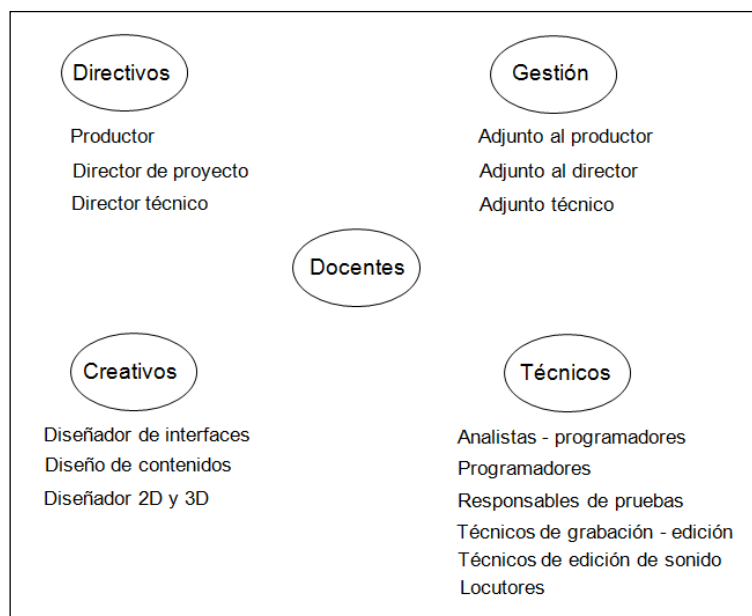 Directivos
Productor
Director de proyecto
Director técnico
Gestión
Adjunto al productor
Adjunto al director
Adjunto técnico
Docentes
Creativos
Diseñador de interfaces
Diseño de contenidos
Diseñador 2D y 3D
Técnicos
Analistas - programadores
Programadores
Responsables de pruebas
Técnicos de grabación - edición
Técnicos de edición de sonido
Locutores